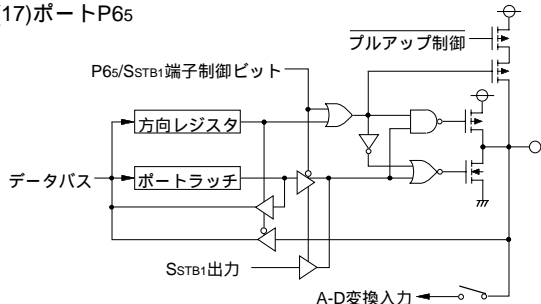 (17)ポートP65
プルアップ制御
P65/SSTB1端子制御ビット
方向レジスタ
データバス
ポートラッチ
SSTB1出力
A-D変換入力